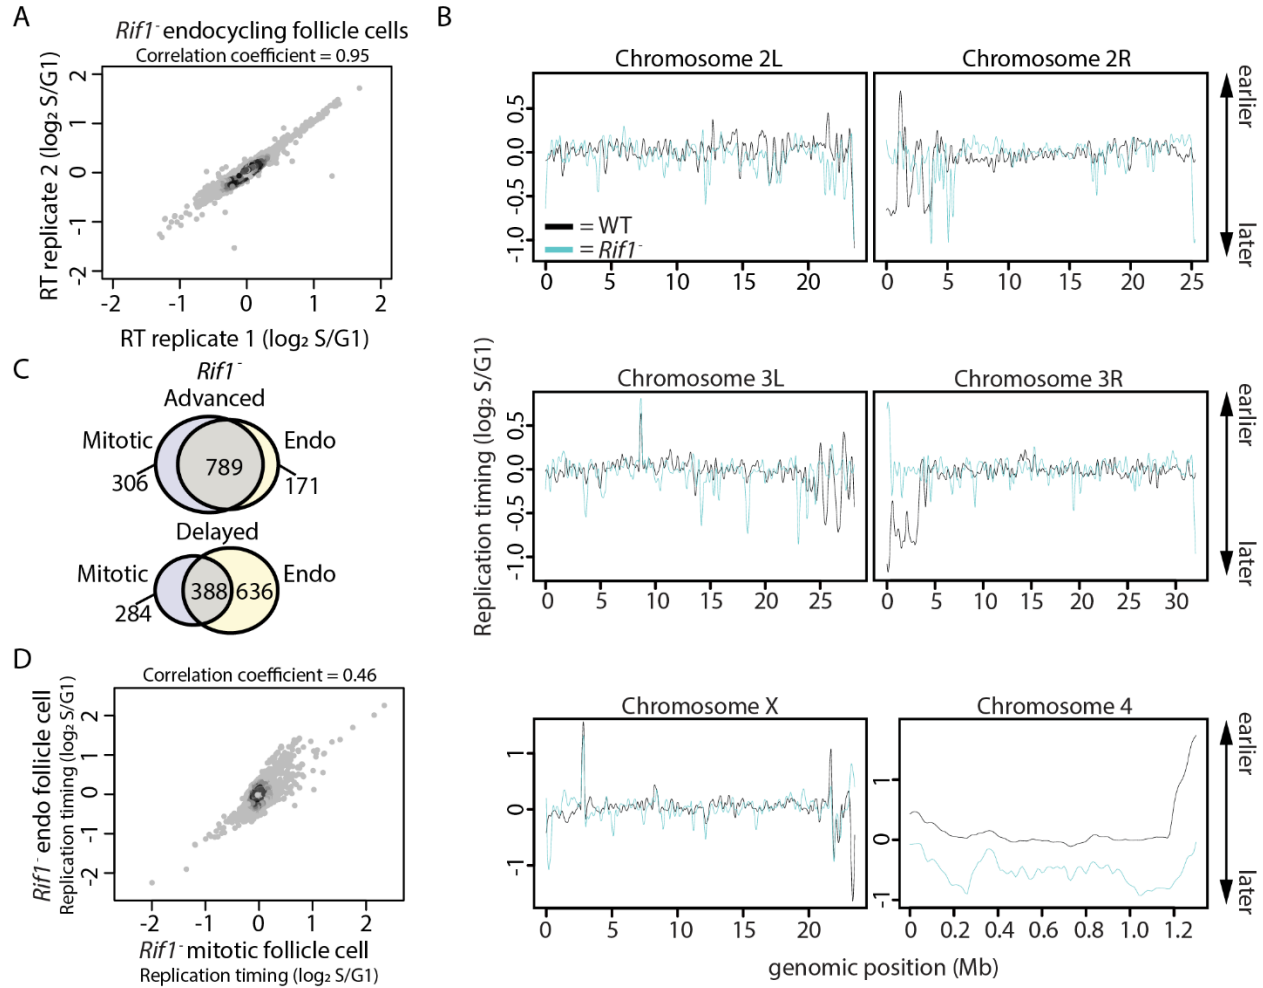 A
Rif1⁻ endocycling follicle cells
Correlation coefficient = 0.95
RT replicate 2 (log₂ S/G1)
2
1
0
-1
-2
-2 -1 0 1 2
RT replicate 1 (log₂ S/G1)
B
Replication timing (log₂ S/G1)
Chromosome 2L
0.5
0.0
-0.5
-1.0
= WT
= Rif1⁻
0 5 10 15 20
Chromosome 2R
0 5 10 15 20 25
earlier
later
Chromosome 3L
0.5
0.0
-0.5
-1.0
0 5 10 15 20 25
Chromosome 3R
0 5 10 15 20 25 30
earlier
later
Chromosome X
1
0
-1
0 5 10 15 20
Chromosome 4
1
0
-1
0 0.2 0.4 0.6 0.8 1.0 1.2
earlier
later
genomic position (Mb)
C
Rif1⁻
Advanced
Mitotic Endo
306 789 171
Delayed
Mitotic Endo
284 388 636
D
Correlation coefficient = 0.46
Rif1⁻ endo follicle cell
Replication timing (log₂ S/G1)
2
1
0
-1
-2
-2 -1 0 1 2
Rif1⁻ mitotic follicle cell
Replication timing (log₂ S/G1)